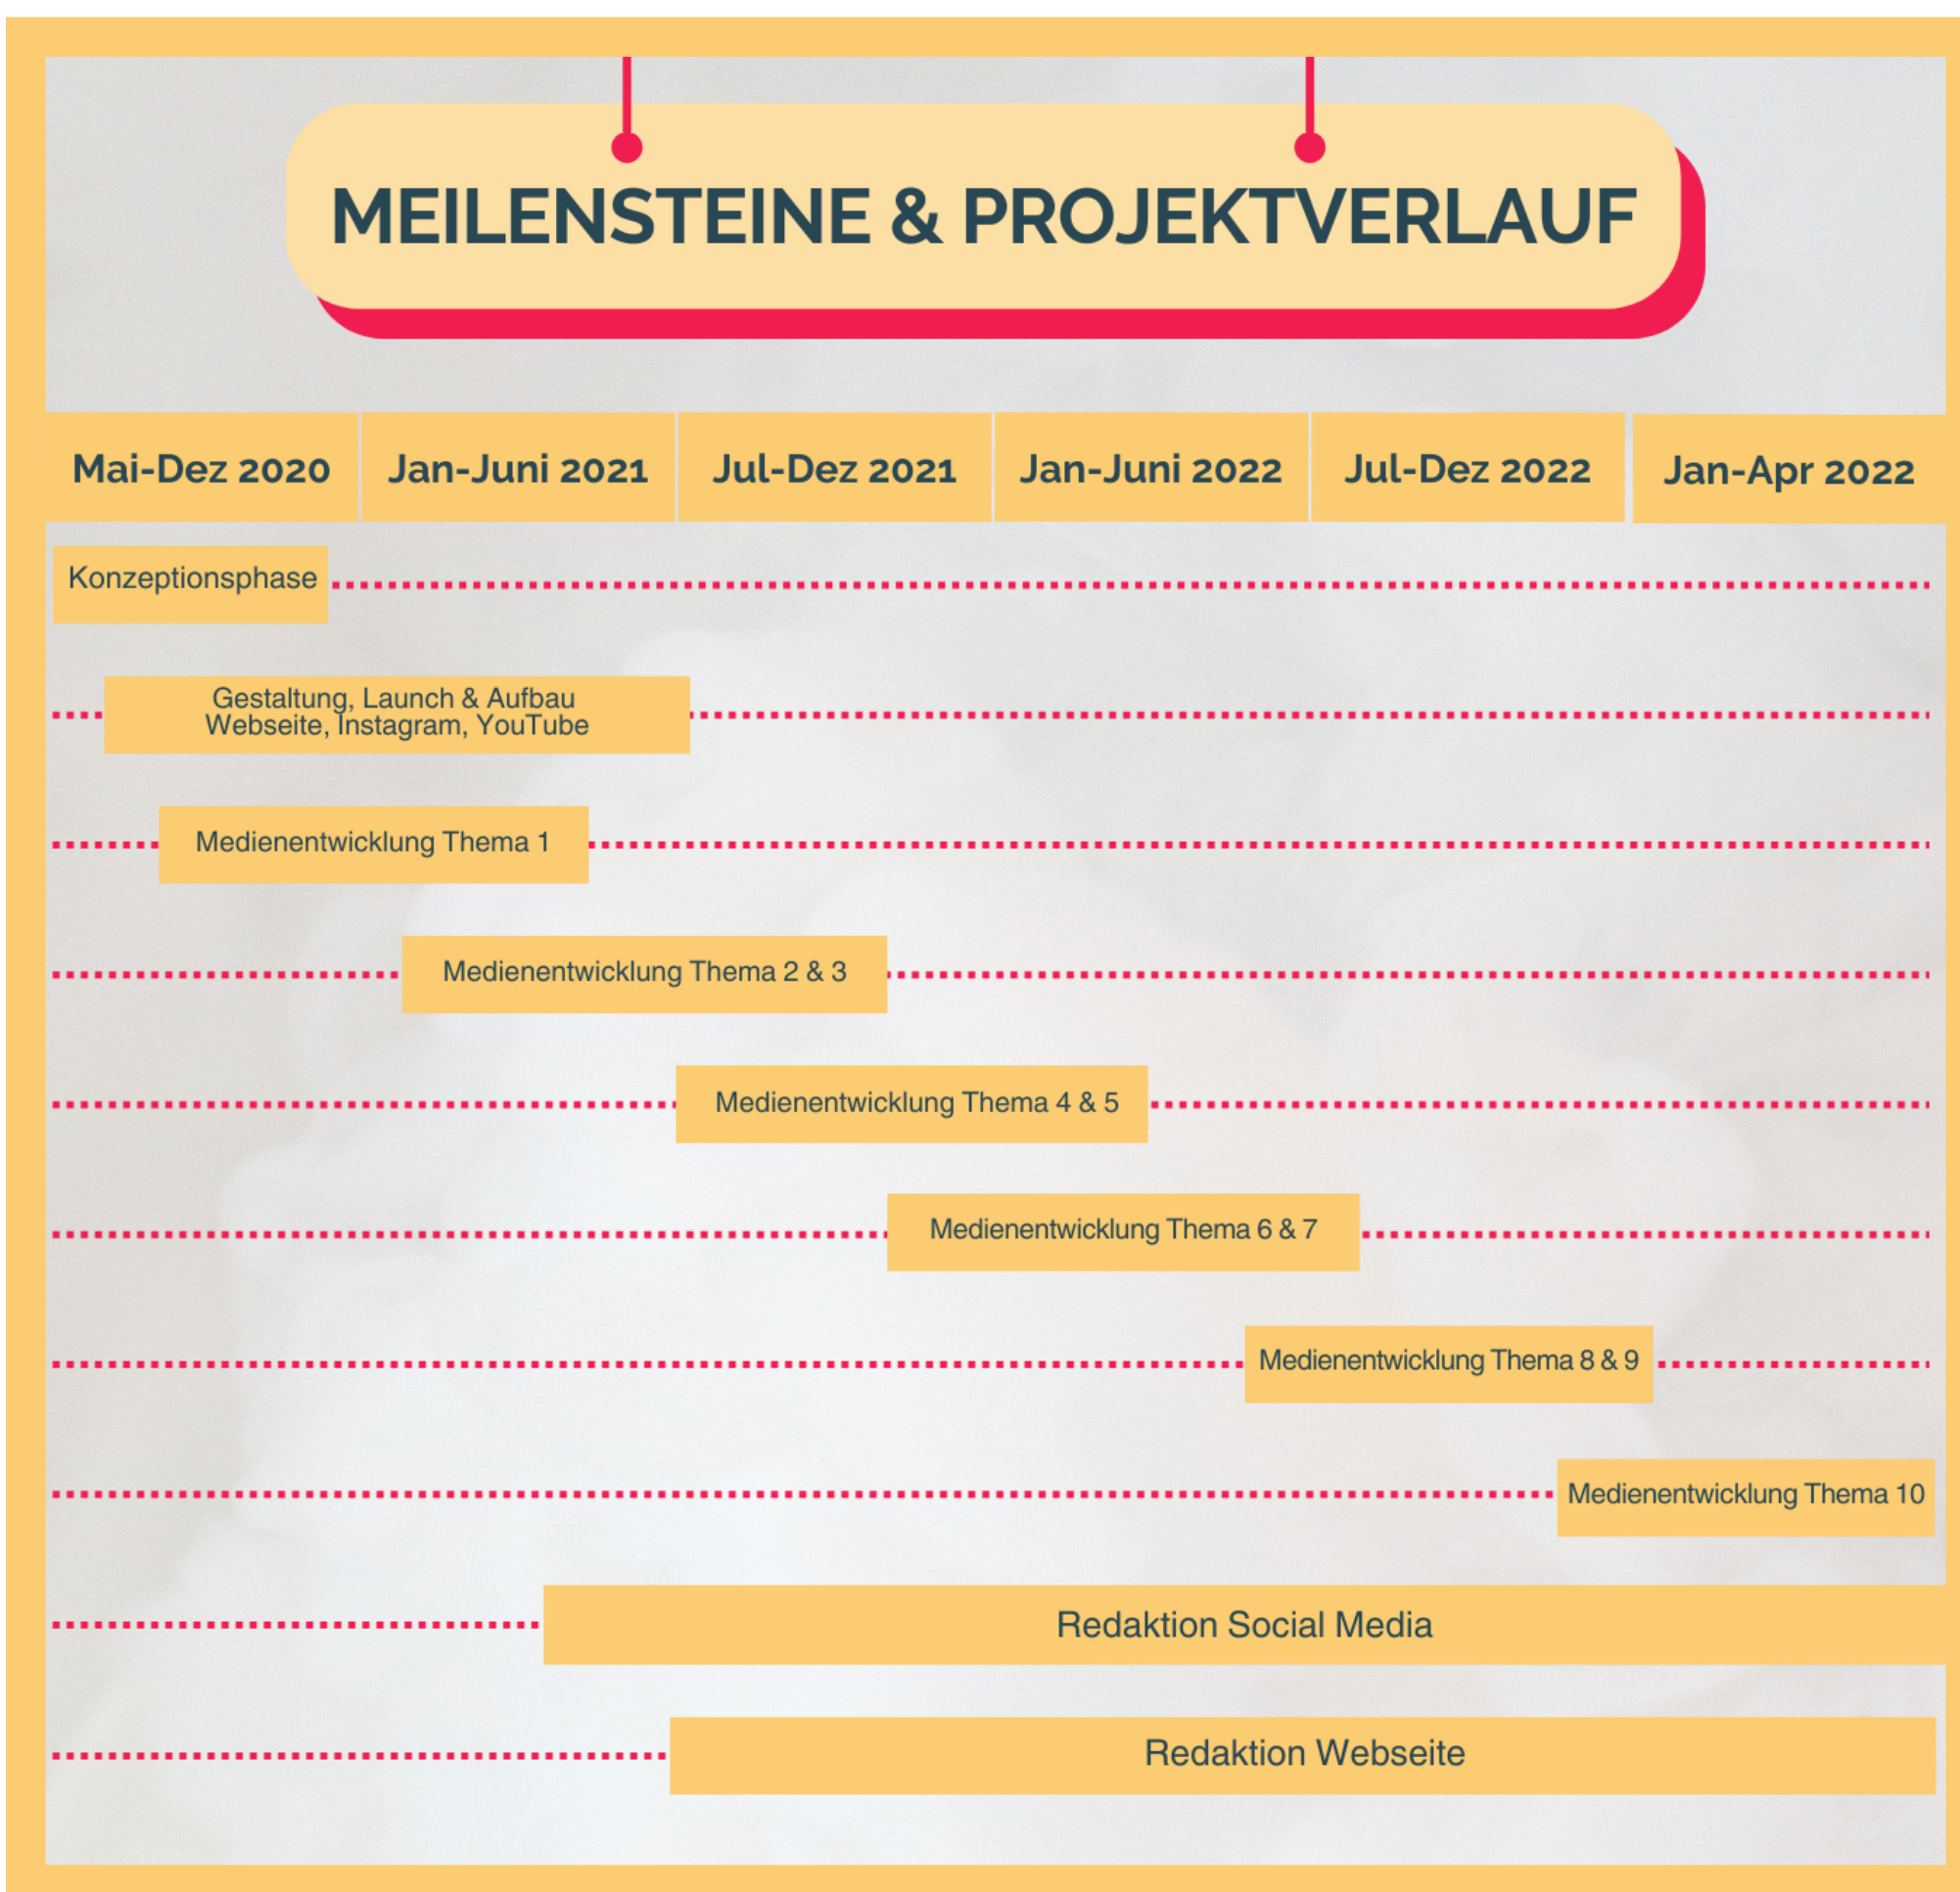 MEILENSTEINE & PROJEKTVERLAUF
Mai-Dez 2020
Jan-Juni 2021
Jul-Dez 2021
Jan-Juni 2022
Jul-Dez 2022
Jan-Apr 2022
Konzeptionsphase
Gestaltung, Launch & Aufbau
Webseite, Instagram, YouTube
Medienentwicklung Thema 1
Medienentwicklung Thema 2 & 3
Medienentwicklung Thema 4 & 5
Medienentwicklung Thema 6 & 7
Medienentwicklung Thema 8 & 9
Medienentwicklung Thema 10
Redaktion Social Media
Redaktion Webseite